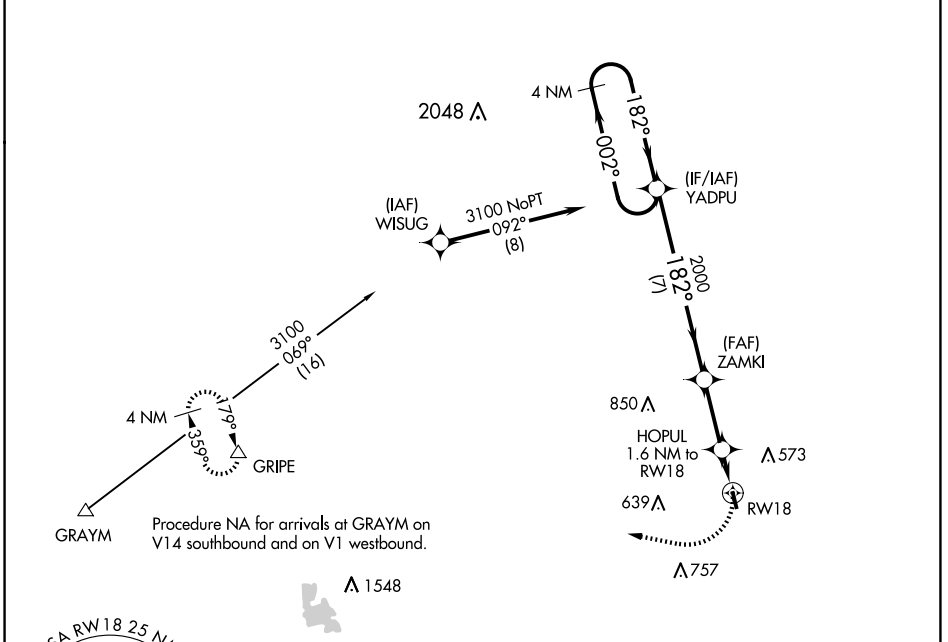 4 NM
182°
002°
2048
(IF/IAF)
YADPU
(IAF)
WISUG
3100 NoPT
092°
(8)
2000
182°
(7)
3100
069°
(16)
(FAF)
ZAMKI
4 NM
179°
359°
GRIPE
850
HOPUL
1.6 NM to
RW18
573
639
RW18
GRAYM
Procedure NA for arrivals at GRAYM on
V14 southbound and on V1 westbound.
757
1548
RW18 25